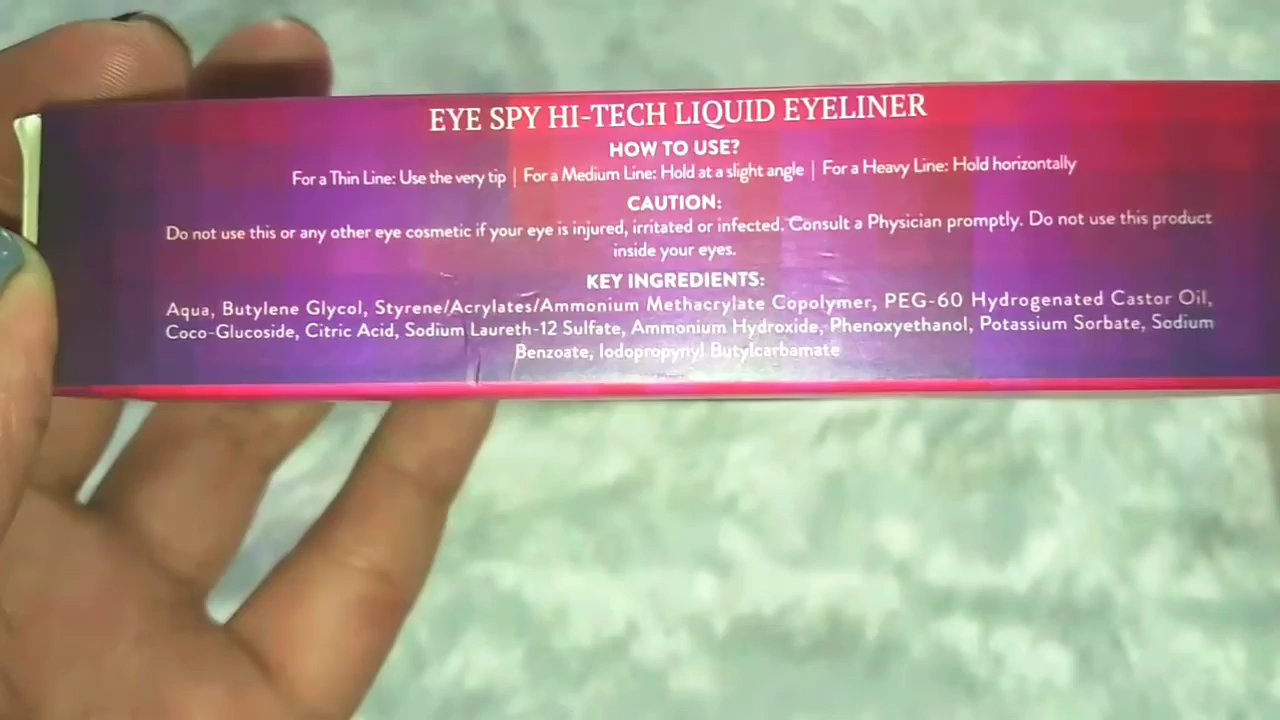 EYE SPY HI-TECH LIQUID EYELINER
HOW TO USE?
For a Thin Line: Use the very tip | For a Medium Line: Hold at a slight angle | For a Heavy Line: Hold horizontally
CAUTION:
Do not use this or any other eye cosmetic if your eye is injured, irritated or infected. Consult a Physician promptly. Do not use this product
inside your eyes.
KEY INGREDIENTS:
Aqua, Butylene Glycol, Styrene/Acrylates/Ammonium Methacrylate Copolymer, PEG-60 Hydrogenated Castor Oil,
Coco-Glucoside, Citric Acid, Sodium Laureth-12 Sulfate, Ammonium Hydroxide, Phenoxyethanol, Potassium Sorbate, Sodium
Benzoate, Iodopropynyl Butylcarbamate